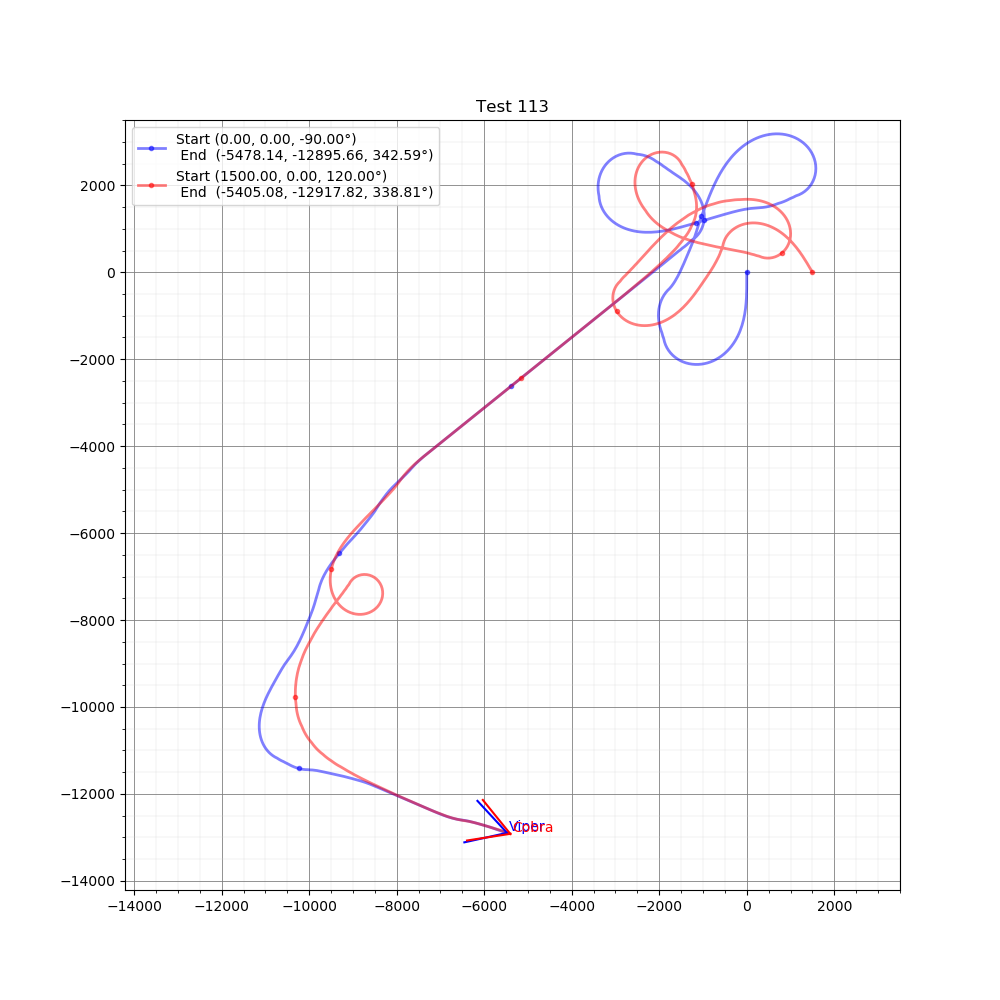 Test 113
Start (0.00, 0.00, -90.00°)
End  (-5478.14, -12895.66, 342.59°)
Start (1500.00, 0.00, 120.00°)
End  (-5405.08, -12917.82, 338.81°)
2000
0
−2000
−4000
−6000
−8000
−10000
−12000
−14000
Viper
Cobra
−14000 −12000 −10000 −8000 −6000 −4000 −2000 0 2000